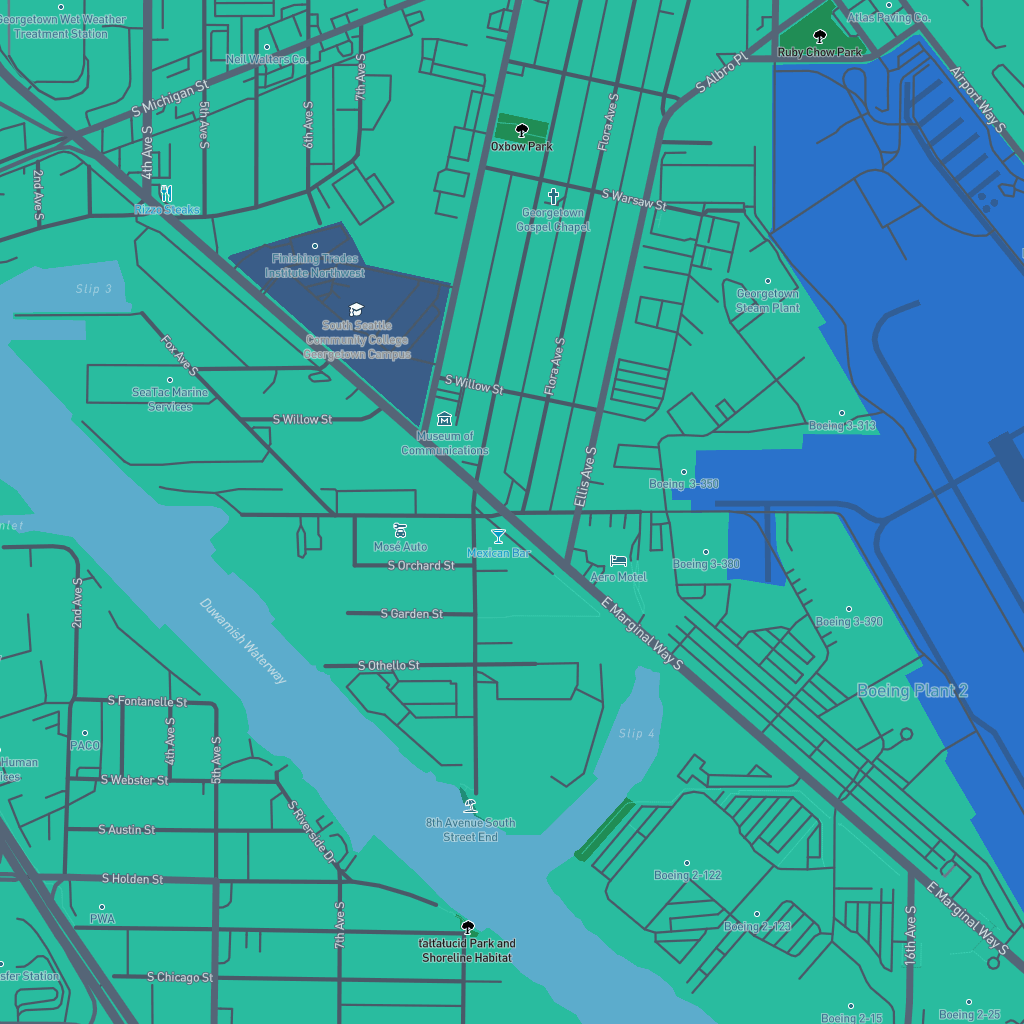 Georgetown Wet Weather
Treatment Station
Atlas Paving Co.
Ruby Chow Park
Neil Walters Co.
7th Ave S
S Albro Pl
Airport Way S
S Michigan St
5th Ave S
6th Ave S
Flora Ave S
4th Ave S
Oxbow Park
2nd Ave S
Rizzo Steaks
S Warsaw St
Georgetown
Gospel Chapel
Finishing Trades
Institute Northwest
Slip 3
Georgetown
Steam Plant
South Seattle
Community College
Georgetown Campus
Fox Ave S
Flora Ave S
SeaTac Marine
Services
S Willow St
S Willow St
Museum of
Communications
Boeing 3-313
Ellis Ave S
Boeing 3-350
Mosé Auto
Mexican Bar
S Orchard St
Aero Motel
Boeing 3-380
2nd Ave S
Duwamish Waterway
S Garden St
E Marginal Way S
Boeing 3-390
S Othello St
Boeing Plant 2
S Fontanelle St
4th Ave S
5th Ave S
Slip 4
PACO
Human
S Webster St
8th Avenue South
Street End
S Austin St
S Riverside Dr
Boeing 2-122
S Holden St
E Marginal Way S
PWA
7th Ave S
Boeing 2-123
16th Ave S
t̓ałt̓ałucid Park and
Shoreline Habitat
Station
S Chicago St
Boeing 2-15
Boeing 2-25